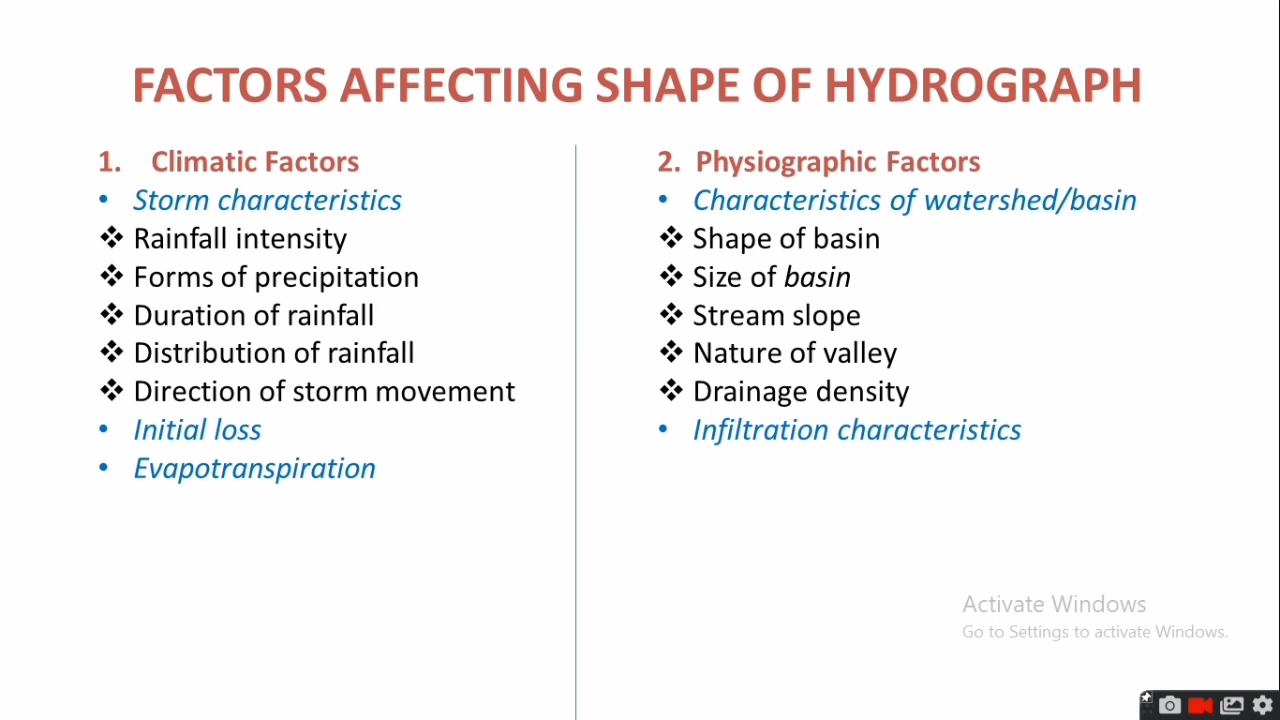 FACTORS AFFECTING SHAPE OF HYDROGRAPH
1. Climatic Factors
• Storm characteristics
❖ Rainfall intensity
❖ Forms of precipitation
❖ Duration of rainfall
❖ Distribution of rainfall
❖ Direction of storm movement
• Initial loss
• Evapotranspiration
2. Physiographic Factors
• Characteristics of watershed/basin
❖ Shape of basin
❖ Size of basin
❖ Stream slope
❖ Nature of valley
❖ Drainage density
• Infiltration characteristics
Activate Windows
Go to Settings to activate Windows.